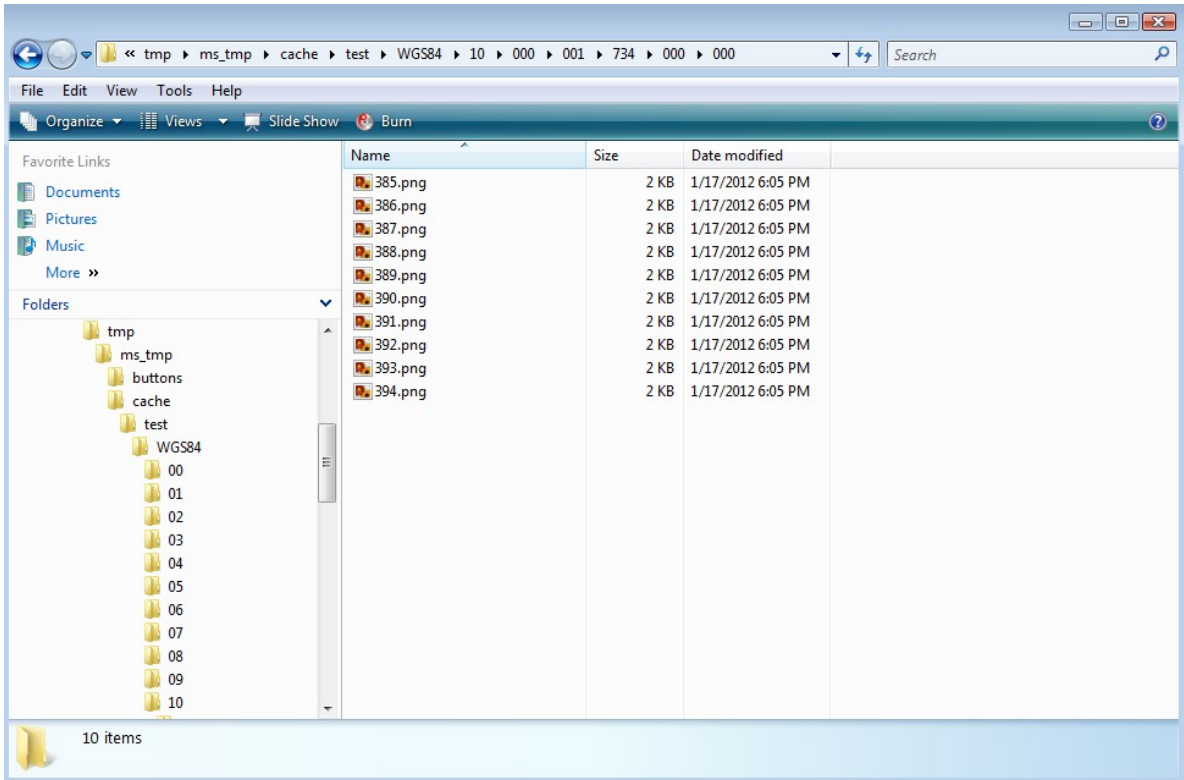 « tmp ▸ ms_tmp ▸ cache ▸ test ▸ WGS84 ▸ 10 ▸ 000 ▸ 001 ▸ 734 ▸ 000 ▸ 000 Search
File Edit View Tools Help
Organize Views Slide Show Burn ?
Favorite Links
Documents
Pictures
Music
More »
Folders
tmp
ms_tmp
buttons
cache
test
WGS84
00
01
02
03
04
05
06
07
08
09
10
Name Size Date modified
385.png 2 KB 1/17/2012 6:05 PM
386.png 2 KB 1/17/2012 6:05 PM
387.png 2 KB 1/17/2012 6:05 PM
388.png 2 KB 1/17/2012 6:05 PM
389.png 2 KB 1/17/2012 6:05 PM
390.png 2 KB 1/17/2012 6:05 PM
391.png 2 KB 1/17/2012 6:05 PM
392.png 2 KB 1/17/2012 6:05 PM
393.png 2 KB 1/17/2012 6:05 PM
394.png 2 KB 1/17/2012 6:05 PM
10 items